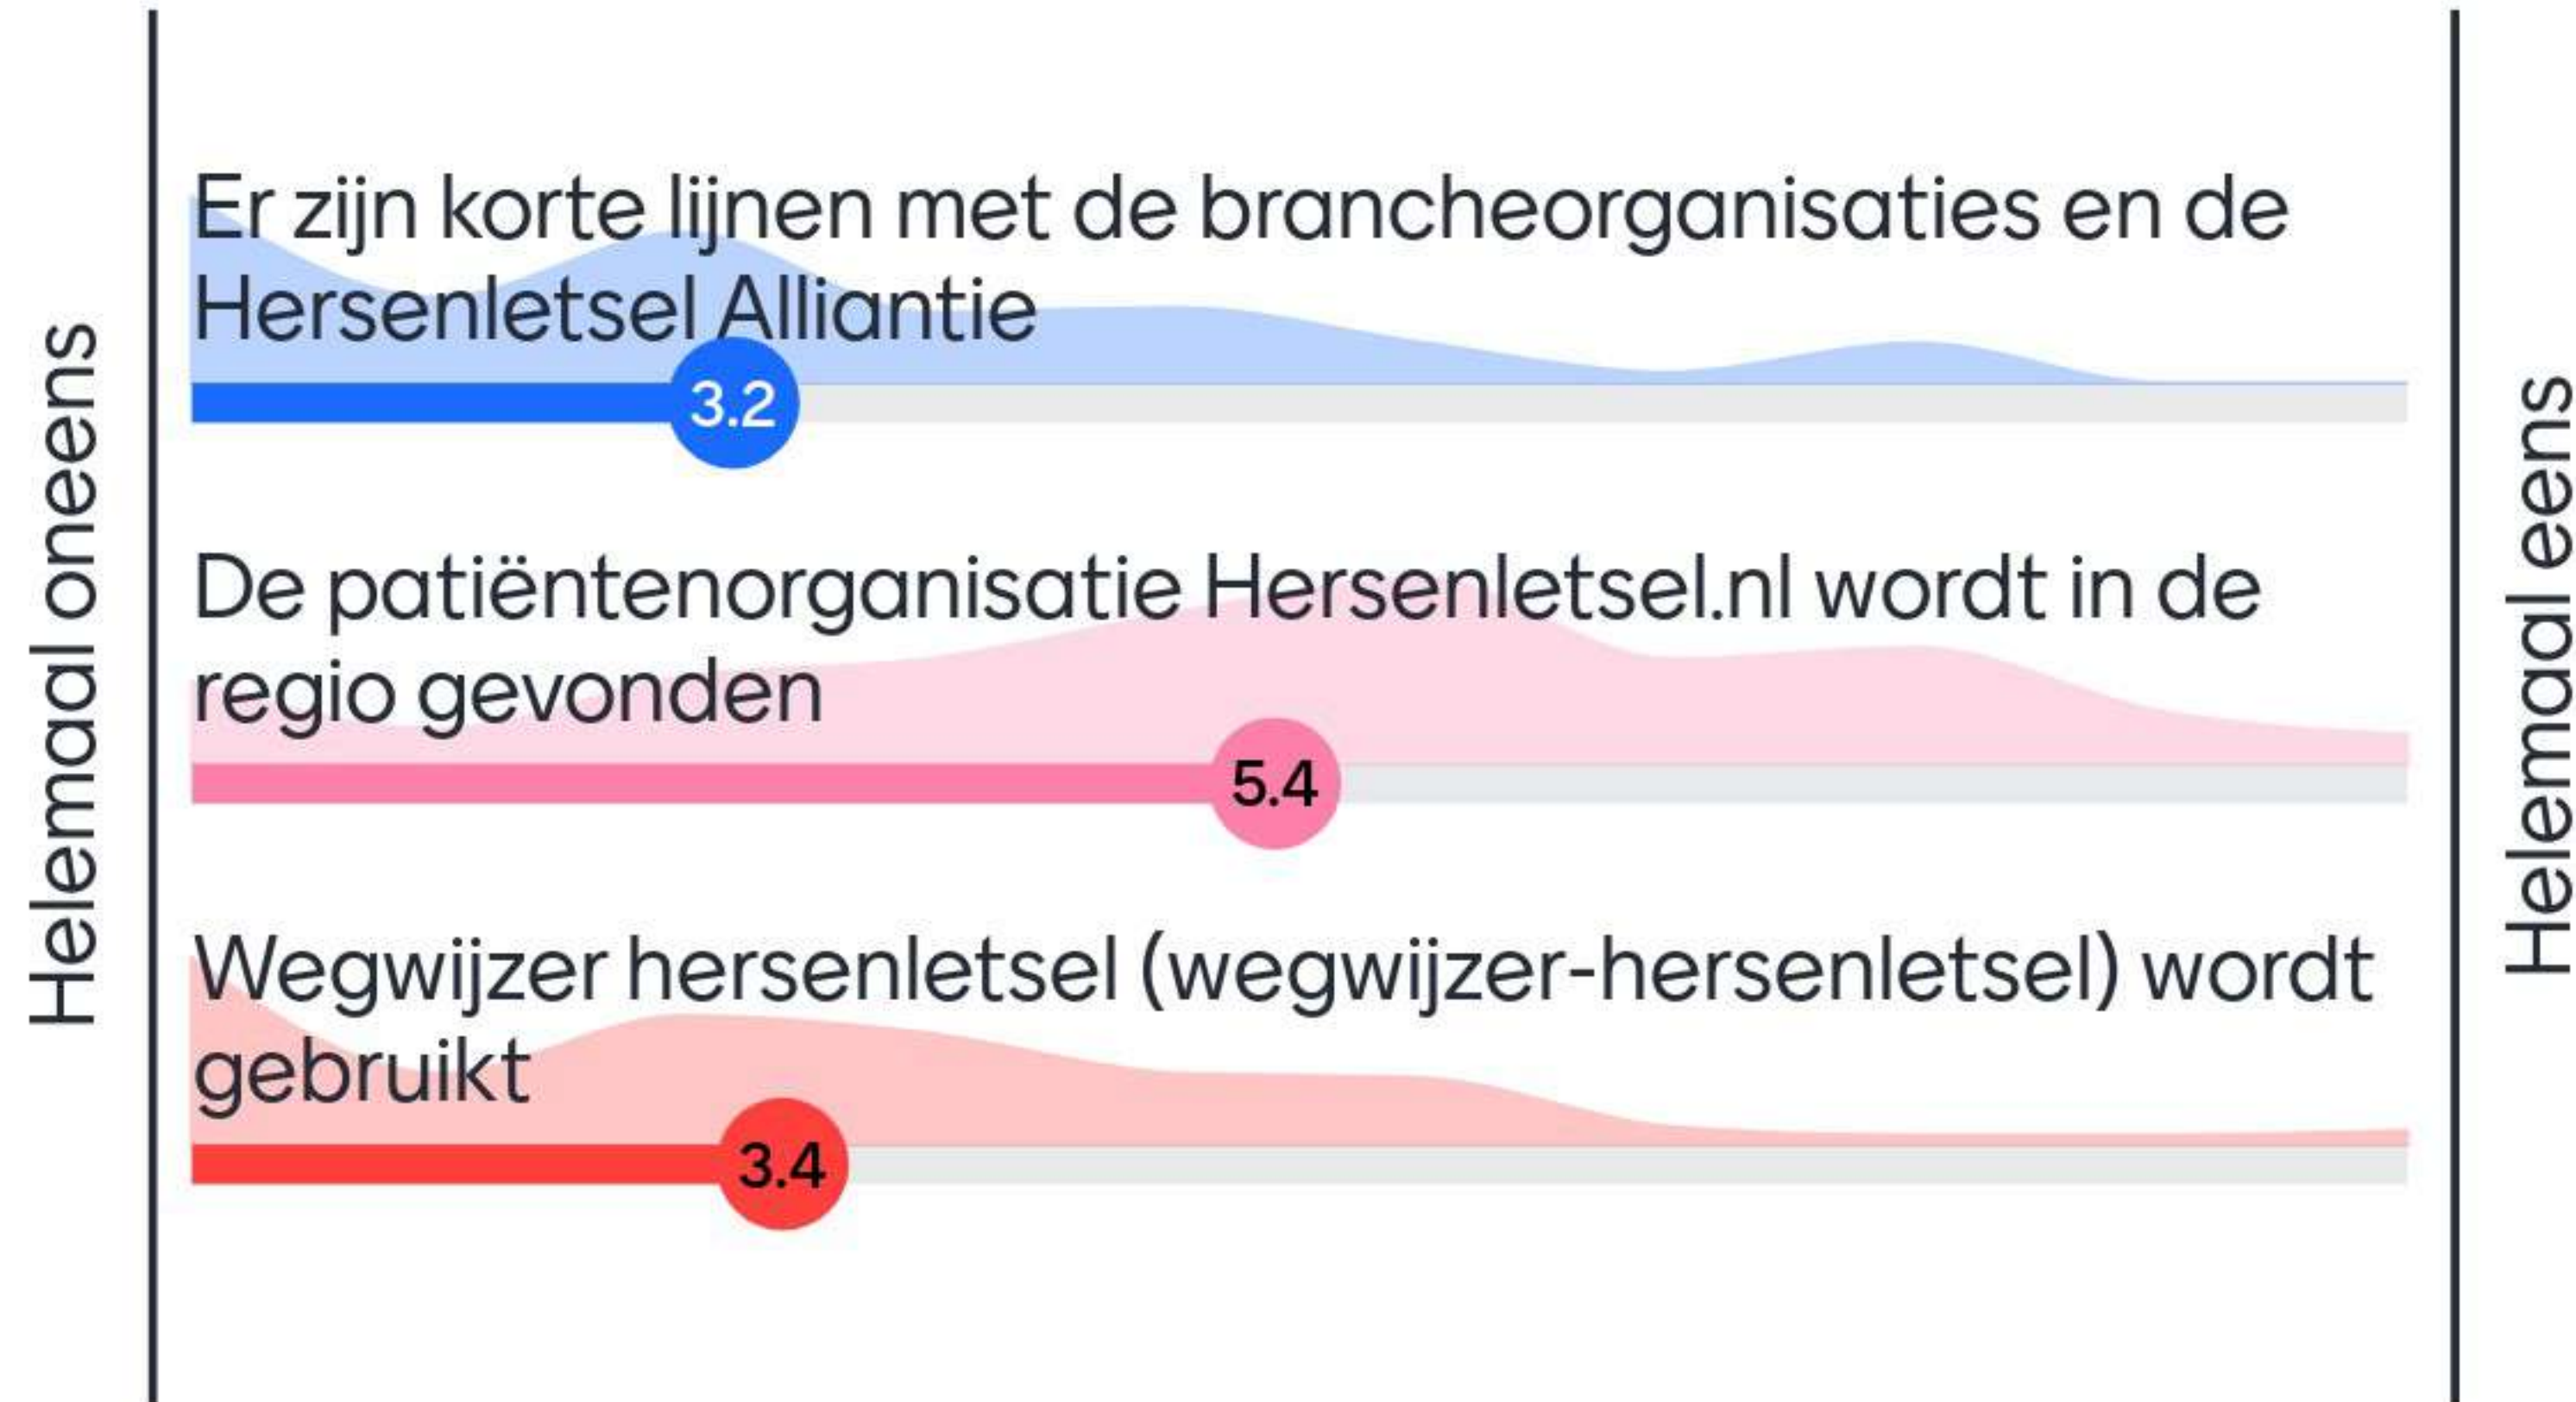 Helemaal oneens
Er zijn korte lijnen met de brancheorganisaties en de
Hersenletsel Alliantie
3.2
De patiëntenorganisatie Hersenletsel.nl wordt in de
regio gevonden
5.4
Wegwijzer hersenletsel (wegwijzer-hersenletsel) wordt
gebruikt
3.4
Helemaal eens